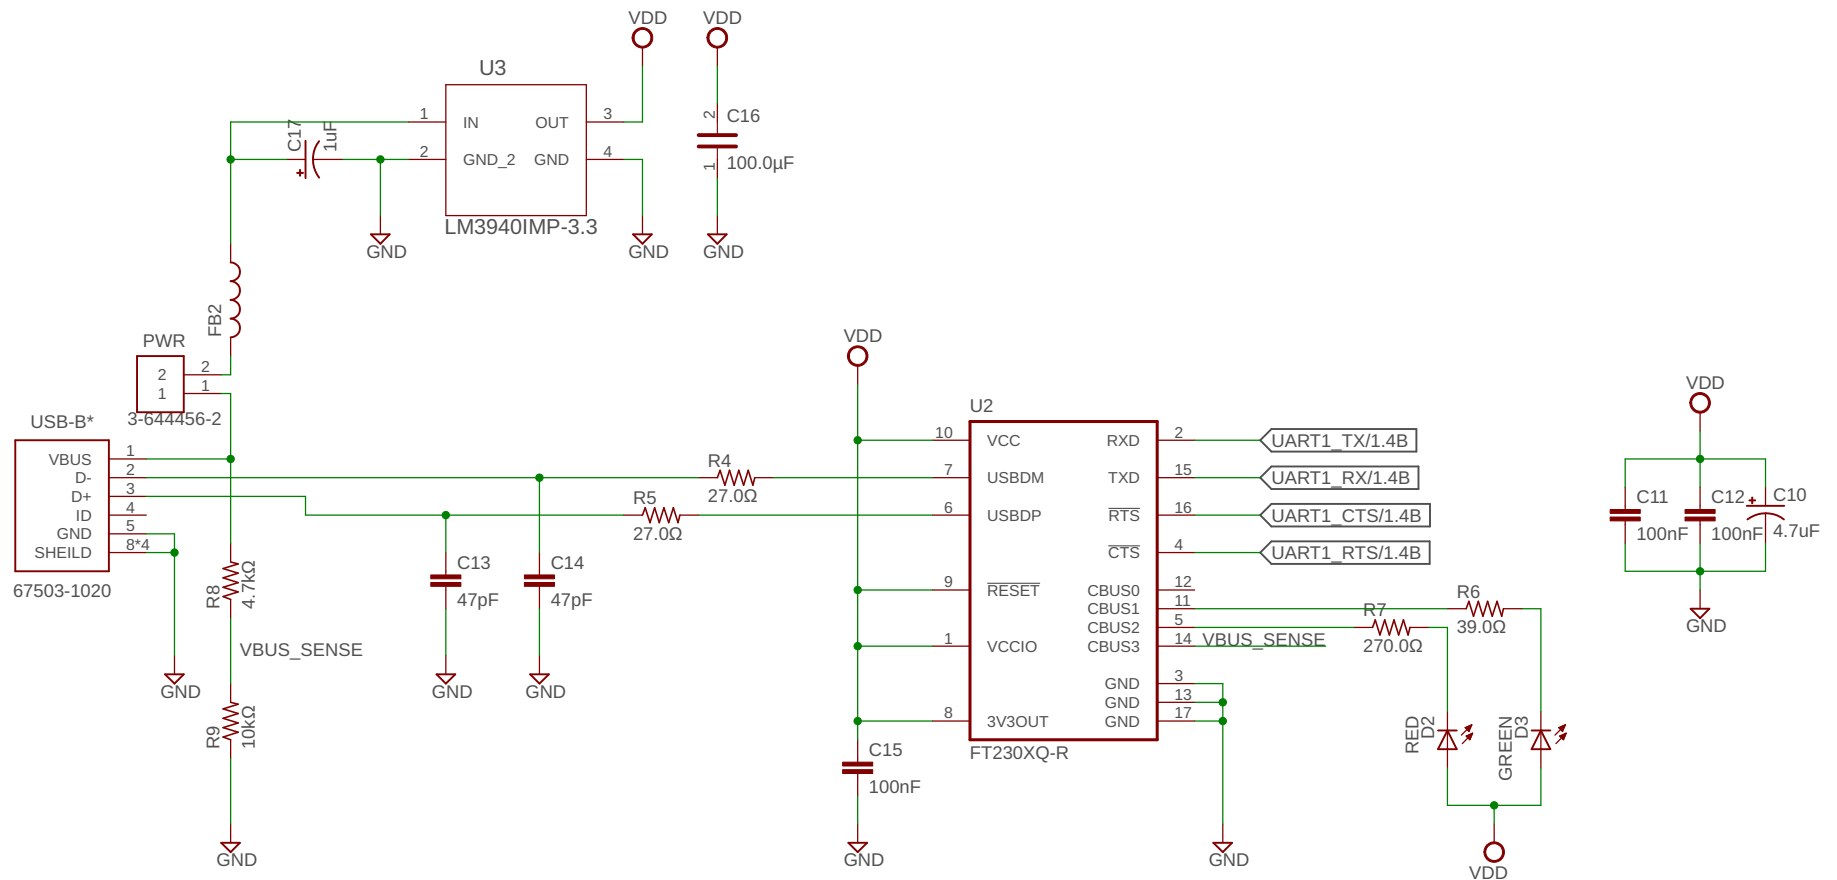 VDD
VDD
U3
C17
1uF
1
IN
OUT
3
2
GND_2
GND
4
LM3940IMP-3.3
2
C16
1
100.0µF
GND
GND
GND
FB2
PWR
2
2
1
1
3-644456-2
USB-B*
VBUS
1
D-
2
D+
3
ID
4
GND
5
SHEILD
8*4
67503-1020
R8
4.7kΩ
VBUS_SENSE
GND
R9
10kΩ
GND
R4
27.0Ω
R5
27.0Ω
C13
47pF
C14
47pF
GND
GND
VDD
U2
10
VCC
RXD
2
UART1_TX/1.4B
7
USBDM
TXD
15
UART1_RX/1.4B
6
USBDP
RTS
16
UART1_CTS/1.4B
CTS
4
UART1_RTS/1.4B
9
RESET
CBUS0
12
CBUS1
11
CBUS2
5
1
VCCIO
CBUS3
14
VBUS_SENSE
GND
3
GND
13
8
3V3OUT
GND
17
FT230XQ-R
C15
100nF
GND
GND
R6
39.0Ω
R7
270.0Ω
RED
D2
GREEN
D3
VDD
VDD
C11
100nF
C12
100nF
C10
4.7uF
GND